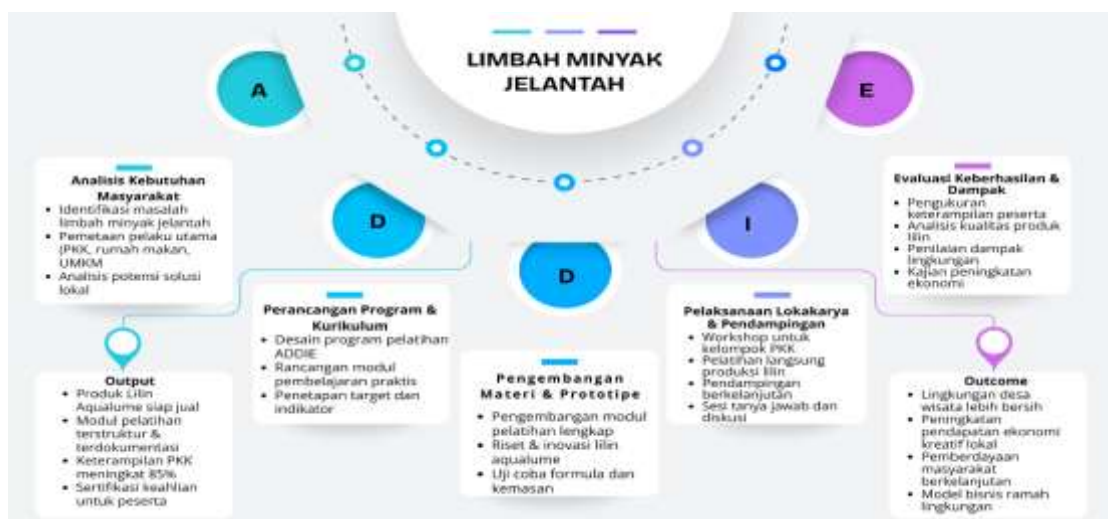 LIMBAH MINYAK
JELANTAH
A
E
D
I
D
Analisis Kebutuhan
Masyarakat
• Identifikasi masalah
limbah minyak jelantah
• Pemetaan pelaku utama
(PKK, rumah makan,
UMKM
• Analisis potensi solusi
lokal
Perancangan Program &
Kurikulum
• Desain program pelatihan
ADDIE
• Rancangan modul
pembelajaran praktis
• Penetapan target dan
indikator
Pengembangan
Materi & Prototipe
• Pengembangan modul
pelatihan lengkap
• Riset & inovasi lilin
aqualume
• Uji coba formula dan
kemasan
Pelaksanaan Lokakarya
& Pendampingan
• Workshop untuk
kelompok PKK
• Pelatihan langsung
produksi lilin
• Pendampingan
berkelanjutan
• Sesi tanya jawab dan
diskusi
Evaluasi Keberhasilan &
Dampak
• Pengukuran
keterampilan peserta
• Analisis kualitas produk
lilin
• Penilaian dampak
lingkungan
• Kajian peningkatan
ekonomi
Output
• Produk Lilin
Aqualume siap jual
• Modul pelatihan
terstruktur &
terdokumentasi
• Keterampilan PKK
meningkat 85%
• Sertifikasi keahlian
untuk peserta
Outcome
• Lingkungan desa
wisata lebih bersih
• Peningkatan
pendapatan ekonomi
kreatif lokal
• Pemberdayaan
masyarakat
berkelanjutan
• Model bisnis ramah
lingkungan